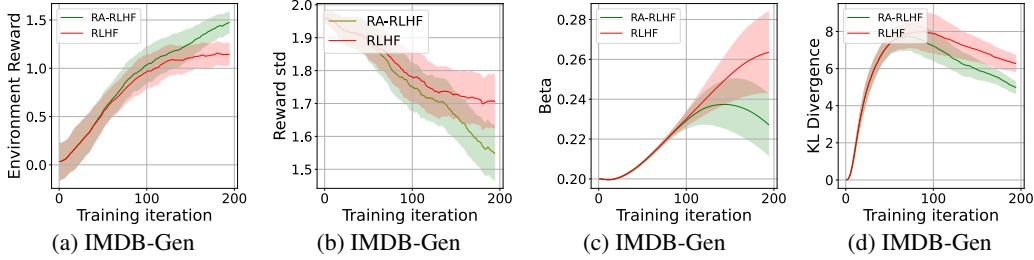 Environment Reward
1.5
1.0
0.5
0.0
RA-RLHF
RLHF
0
100
200
Training iteration
(a) IMDB-Gen
Reward std
1.9
1.8
1.7
1.6
1.5
RA-RLHF
RLHF
0
100
200
Training iteration
(b) IMDB-Gen
Beta
0.28
0.26
0.24
0.22
0.20
RA-RLHF
RLHF
0
100
200
Training iteration
(c) IMDB-Gen
KL Divergence
8
6
4
2
0
RA-RLHF
RLHF
0
100
200
Training iteration
(d) IMDB-Gen